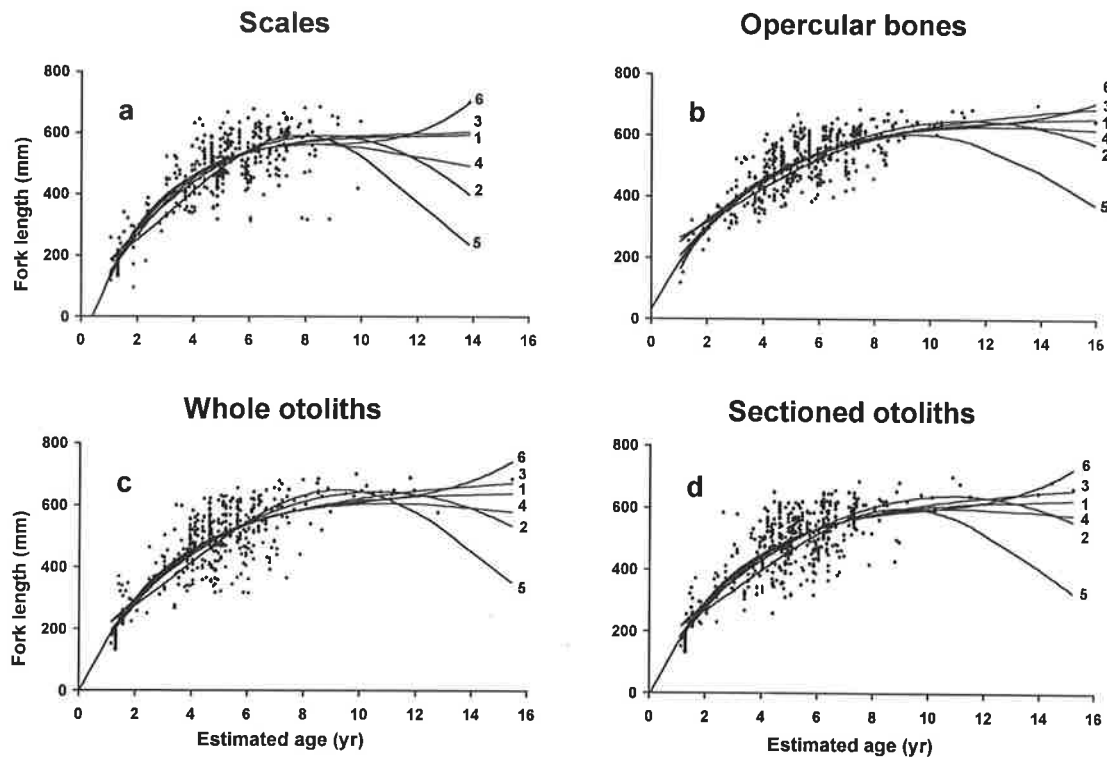 Scales
Fork length (mm)
800
600
400
200
0
a
6
3
1
4
2
5
0 2 4 6 8 10 12 14 16
Opercular bones
800
600
400
200
0
b
6
3
1
4
2
5
0 2 4 6 8 10 12 14 16
Whole otoliths
Fork length (mm)
800
600
400
200
0
c
6
3
1
4
2
5
0 2 4 6 8 10 12 14 16
Estimated age (yr)
Sectioned otoliths
800
600
400
200
0
d
6
3
1
4
2
5
0 2 4 6 8 10 12 14 16
Estimated age (yr)